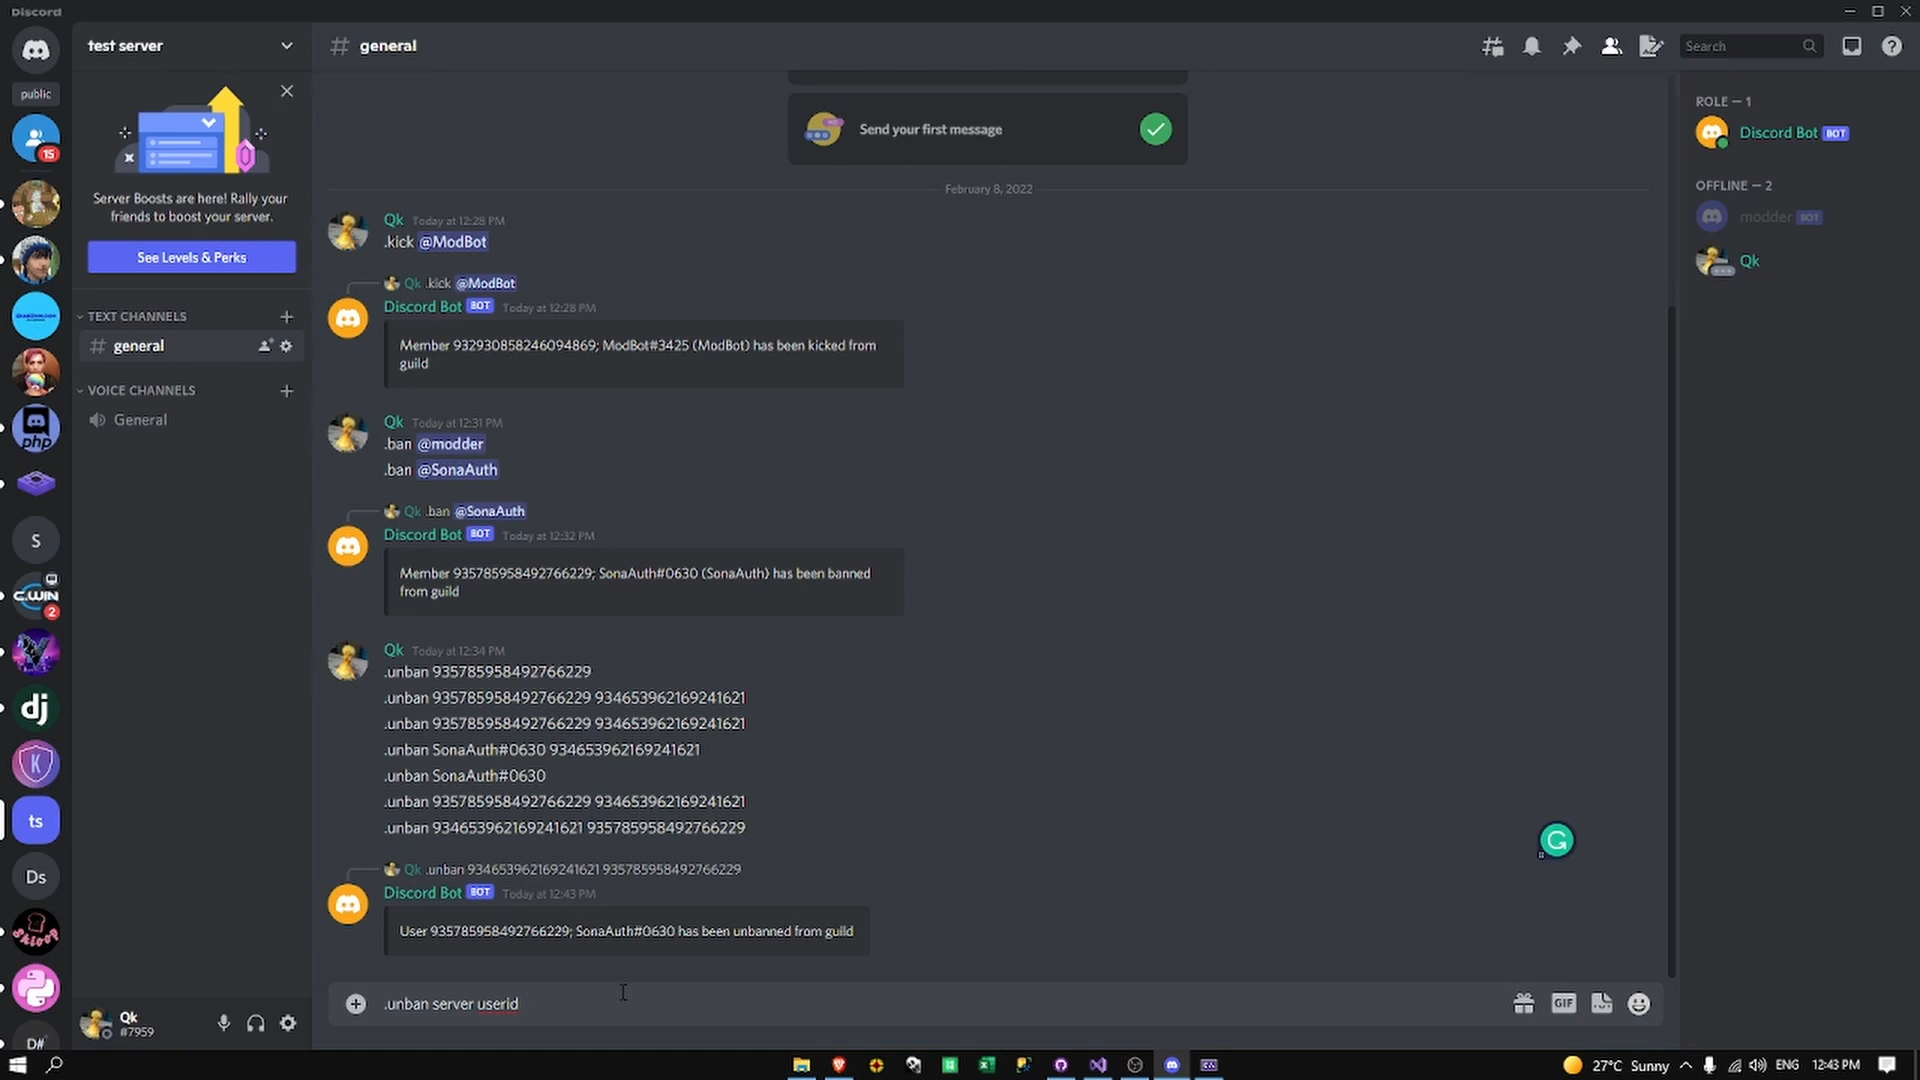 Discord
test server
general
Search
public
Send your first message
15
Server Boosts are here! Rally your
friends to boost your server.
See Levels & Perks
TEXT CHANNELS
general
VOICE CHANNELS
General
February 8, 2022
Qk Today at 12:28 PM
.kick @ModBot
Qk .kick @ModBot
Discord Bot BOT Today at 12:28 PM
Member 932930858246094869; ModBot#3425 (ModBot) has been kicked from
guild
Qk Today at 12:31 PM
.ban @modder
.ban @SonaAuth
Qk .ban @SonaAuth
Discord Bot BOT Today at 12:32 PM
Member 935785958492766229; SonaAuth#0630 (SonaAuth) has been banned
from guild
Qk Today at 12:34 PM
.unban 935785958492766229
.unban 935785958492766229 934653962169241621
.unban 935785958492766229 934653962169241621
.unban SonaAuth#0630 934653962169241621
.unban SonaAuth#0630
.unban 935785958492766229 934653962169241621
.unban 934653962169241621 935785958492766229
Qk .unban 934653962169241621 935785958492766229
Discord Bot BOT Today at 12:43 PM
User 935785958492766229; SonaAuth#0630 has been unbanned from guild
.unban server userid
GIF
ROLE — 1
Discord Bot BOT
OFFLINE — 2
modder BOT
Qk
php
S
C.WIN
2
dj
K
ts
Ds
D#
Qk
#7959
27°C Sunny
ENG
12:43 PM